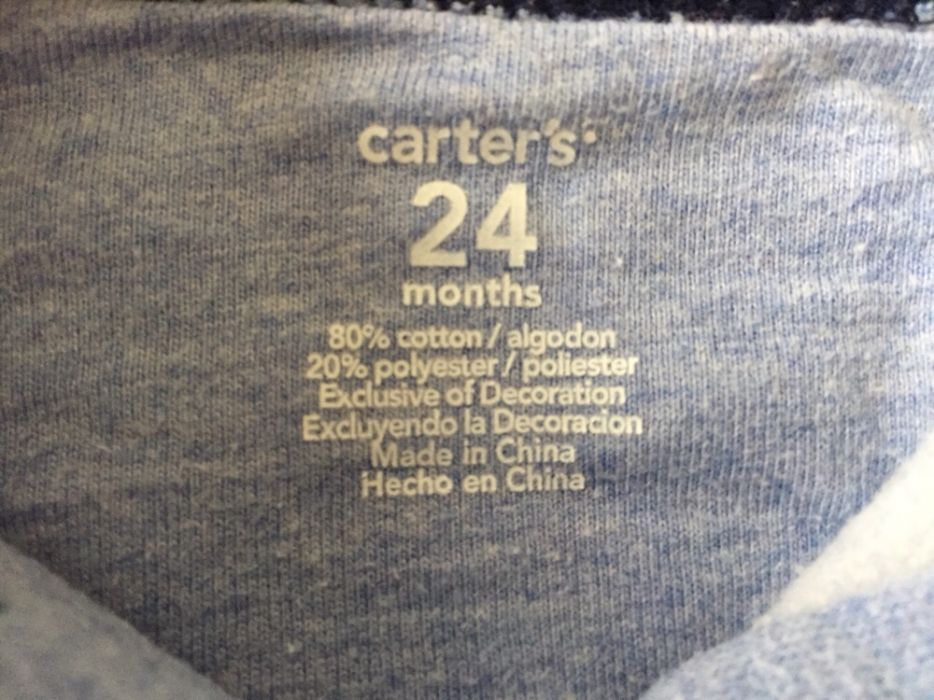 carter's
24
months
80% cotton / algodon
20% polyester / poliester
Exclusive of Decoration
Excluyendo la Decoracion
Made in China
Hecho en China